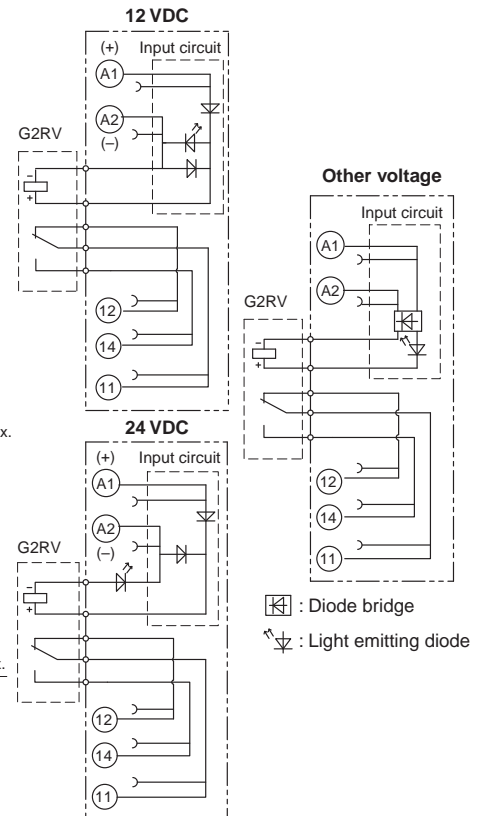 12 VDC
(+) Input circuit
A1
A2
(–)
G2RV
–
+
12
14
11
24 VDC
(+) Input circuit
A1
A2
(–)
G2RV
–
+
12
14
11
Other voltage
Input circuit
A1
A2
G2RV
–
+
12
14
11
: Diode bridge
: Light emitting diode
x.